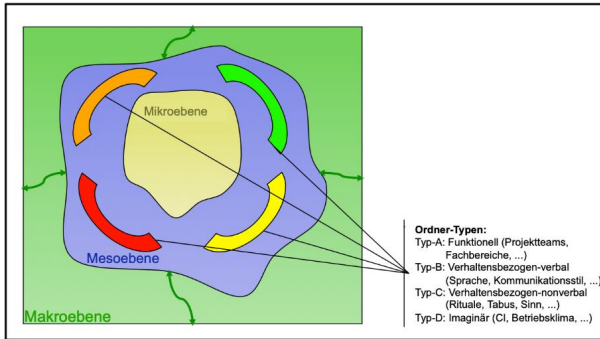 Mikroebene
Mesoebene
Makroebene
Ordner-Typen:
Typ-A: Funktionell (Projektteams,
Fachbereiche, ...)
Typ-B: Verhaltensbezogen-verbal
(Sprache, Kommunikationsstil, ...)
Typ-C: Verhaltensbezogen-nonverbal
(Rituale, Tabus, Sinn, ...)
Typ-D: Imaginär (CI, Betriebsklima, ...)